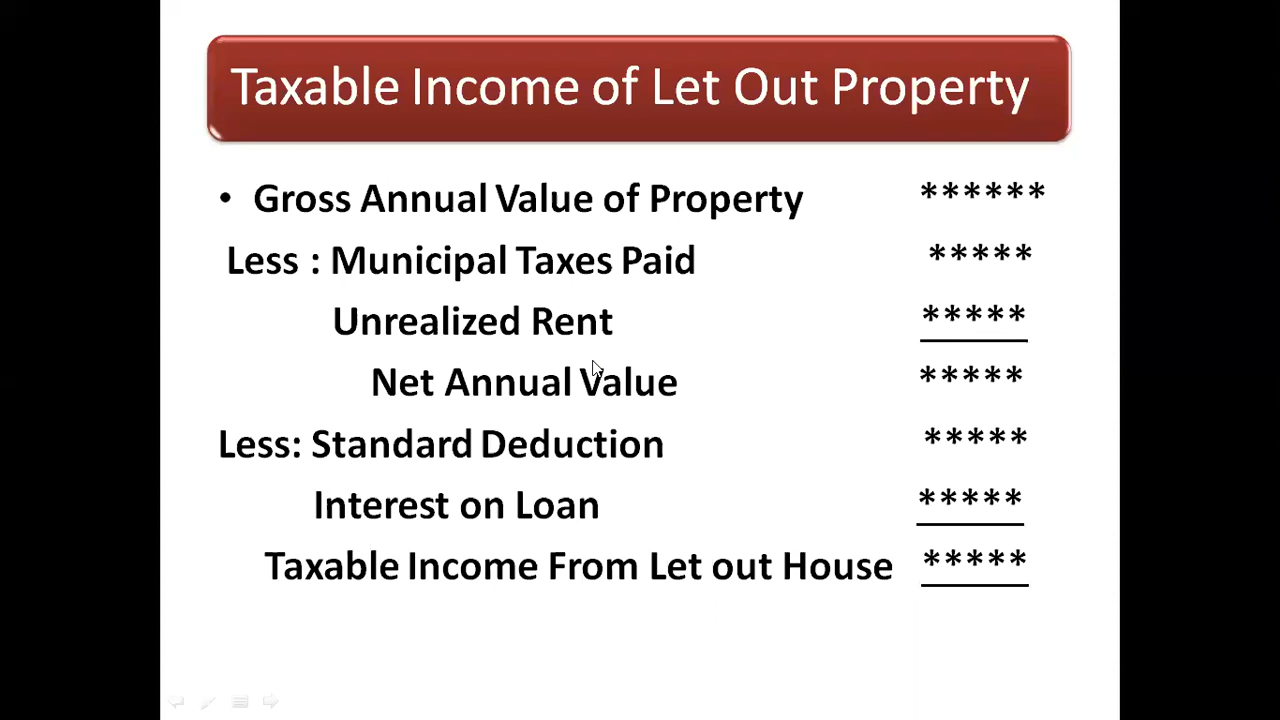 Taxable Income of Let Out Property
• Gross Annual Value of Property ******
Less : Municipal Taxes Paid *****
Unrealized Rent *****
Net Annual Value *****
Less: Standard Deduction *****
Interest on Loan *****
Taxable Income From Let out House *****